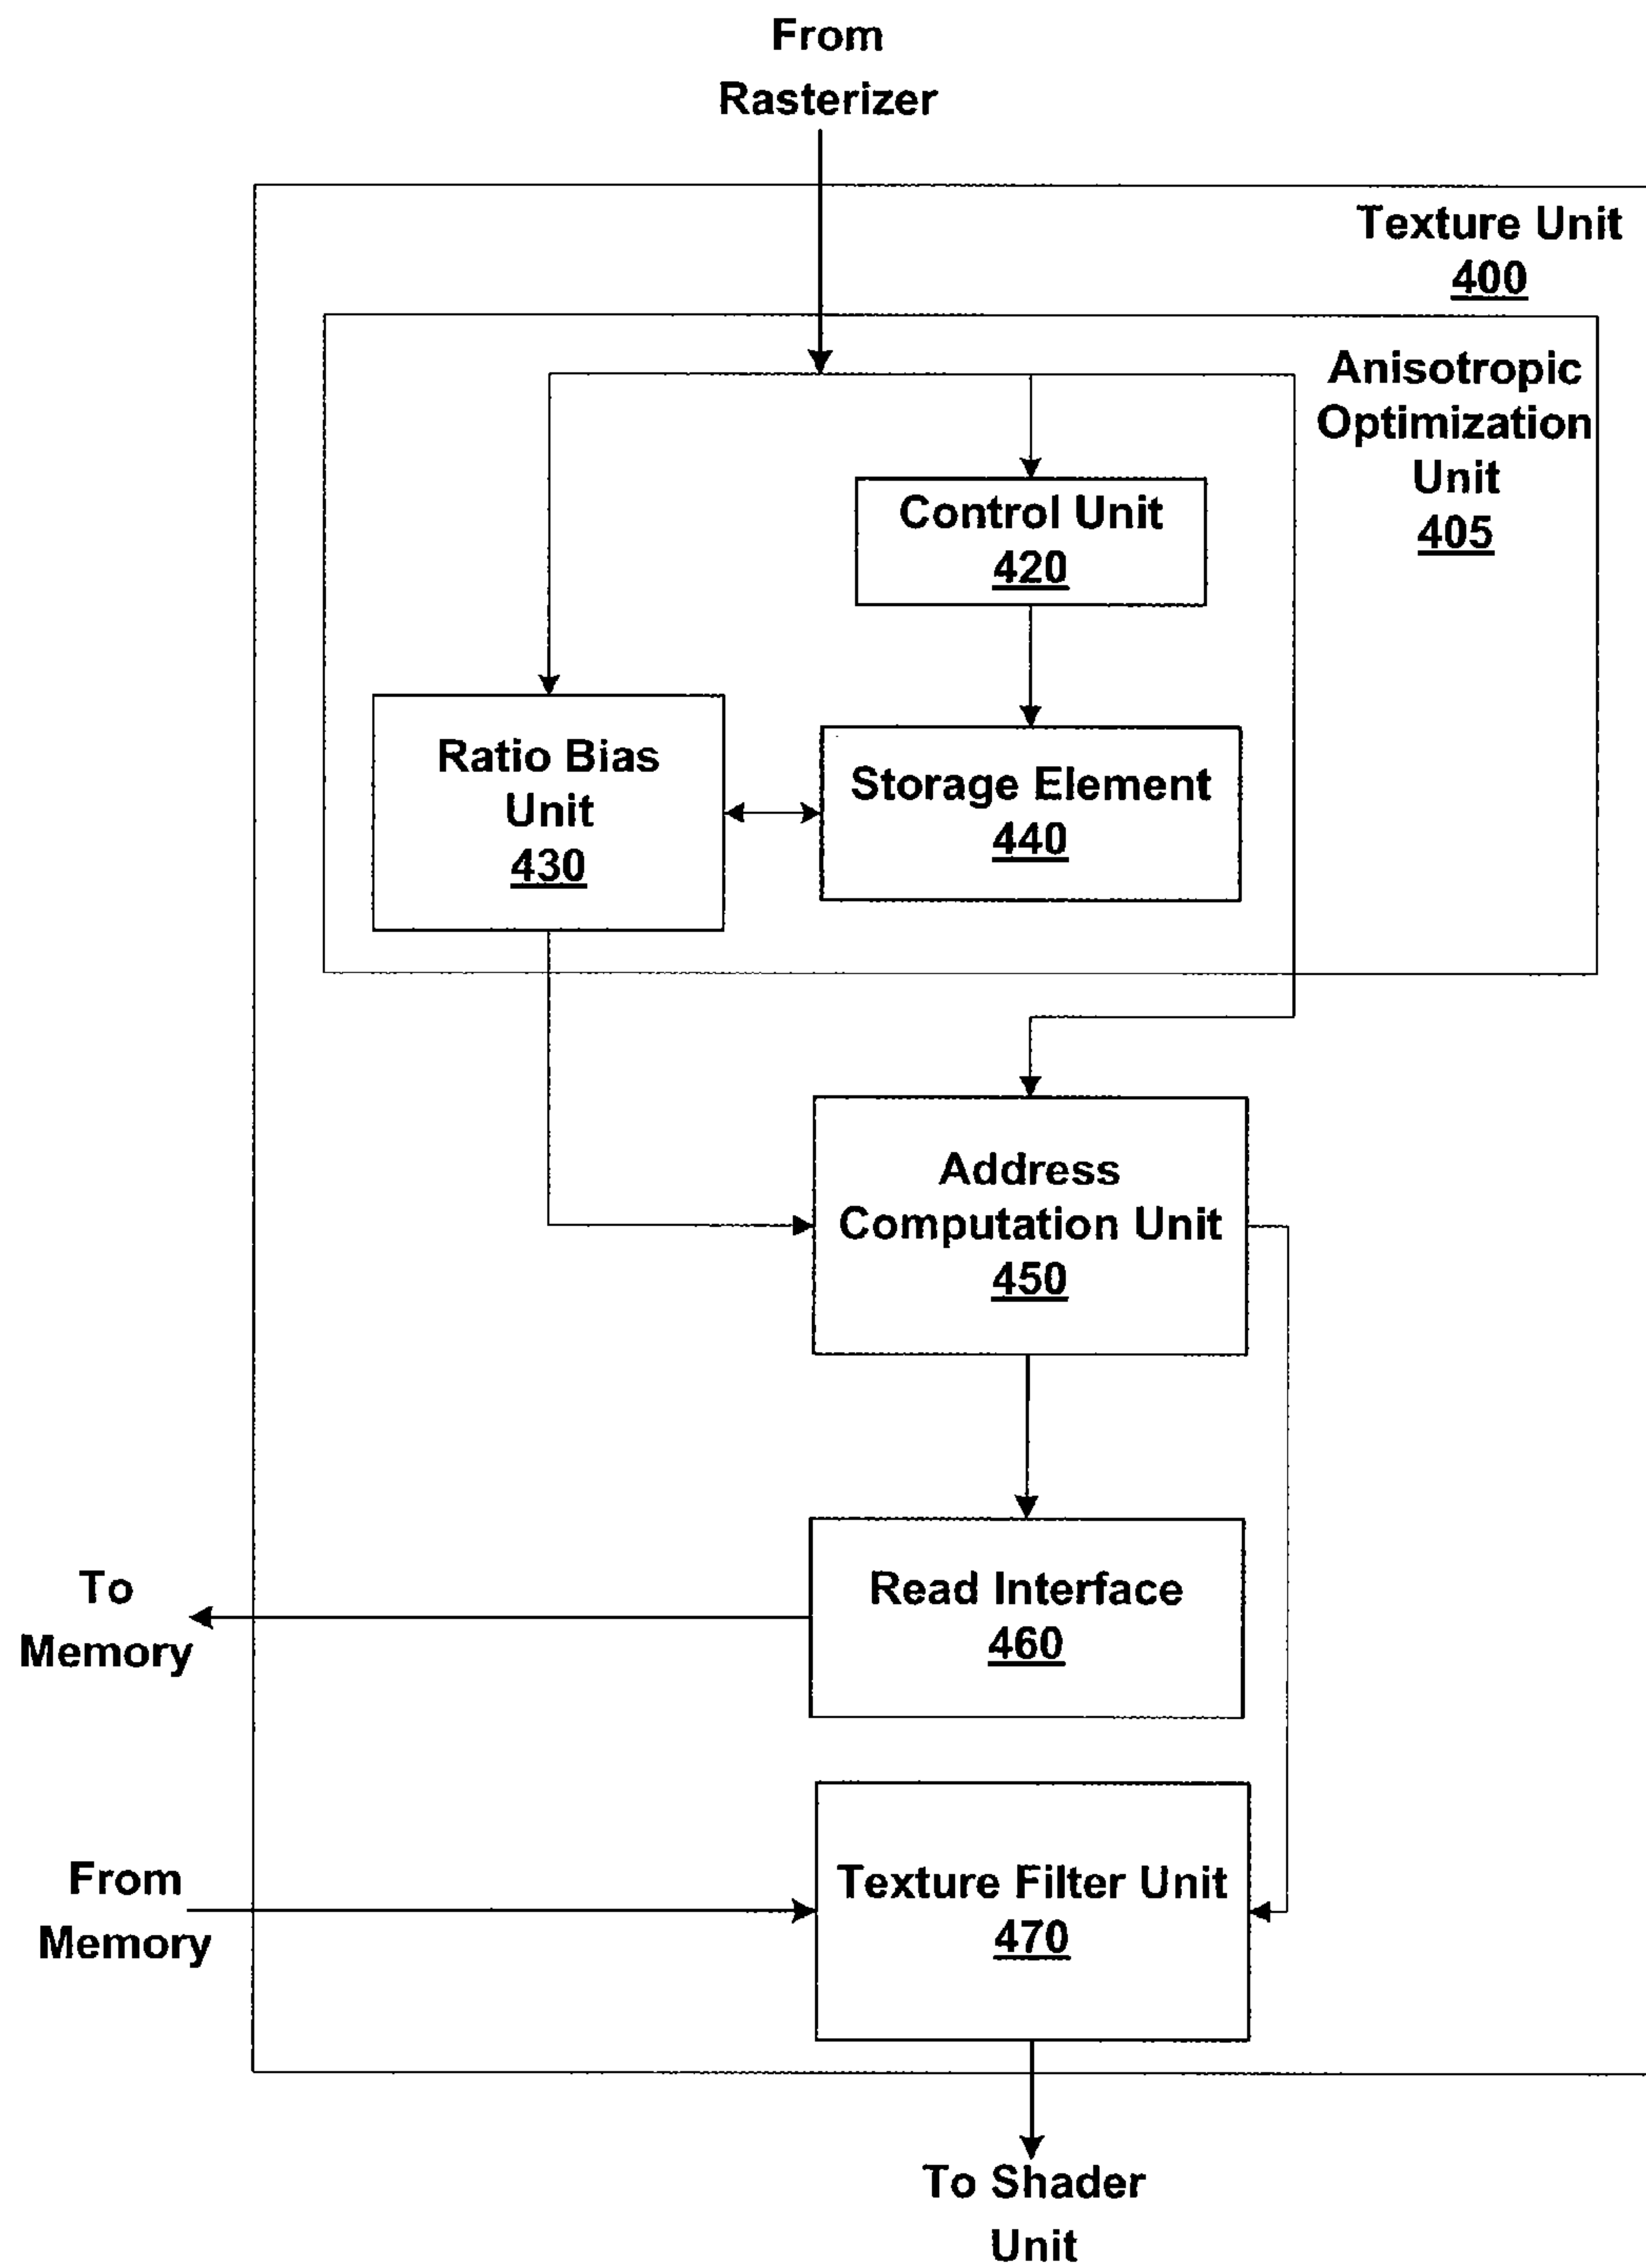 From
Rasterizer
Texture Unit
400
Anisotropic
Optimization
Unit
405
Control Unit
420
Ratio Bias
Unit
430
Storage Element
440
Address
Computation Unit
450
Read Interface
460
To
Memory
Texture Filter Unit
470
From
Memory
To Shader
Unit